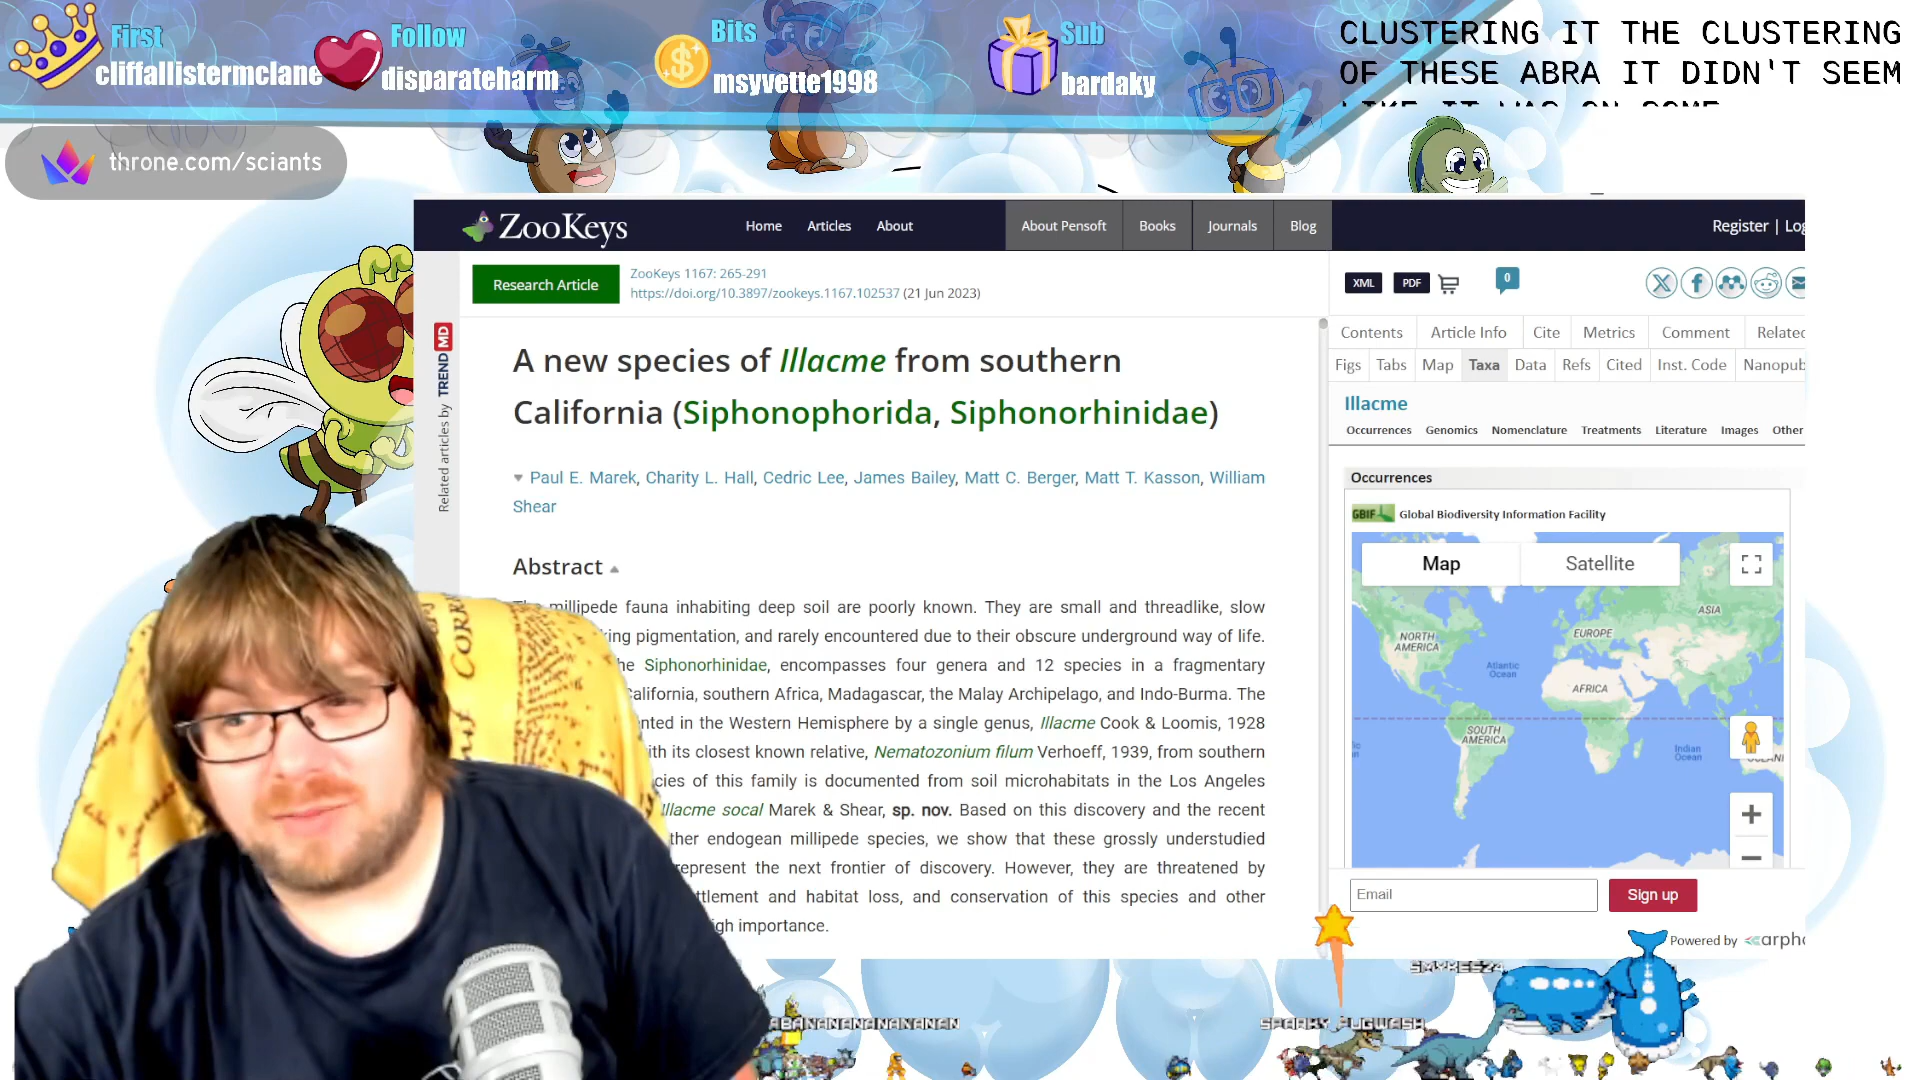 First
cliffallistermclane
Follow
disparateharm
Bits
msyvette1998
Sub
bardaky
CLUSTERING IT THE CLUSTERING
OF THESE ABRA IT DIDN'T SEEM
LIKE IT WAS ON SOME
throne.com/sciants
ZooKeys
Home Articles About
About Pensoft Books Journals Blog
Register | Log
Research Article
ZooKeys 1167: 265-291
https://doi.org/10.3897/zookeys.1167.102537 (21 Jun 2023)
XML PDF
0
Related articles by TREND MD
Contents Article Info Cite Metrics Comment Related
Figs Tabs Map Taxa Data Refs Cited Inst. Code Nanopub
A new species of Illacme from southern
California (Siphonophorida, Siphonorhinidae)
Paul E. Marek, Charity L. Hall, Cedric Lee, James Bailey, Matt C. Berger, Matt T. Kasson, William
Shear
Abstract
millipede fauna inhabiting deep soil are poorly known. They are small and threadlike, slow
king pigmentation, and rarely encountered due to their obscure underground way of life.
he Siphonorhinidae, encompasses four genera and 12 species in a fragmentary
California, southern Africa, Madagascar, the Malay Archipelago, and Indo-Burma. The
nted in the Western Hemisphere by a single genus, Illacme Cook & Loomis, 1928
ith its closest known relative, Nematozonium filum Verhoeff, 1939, from southern
cies of this family is documented from soil microhabitats in the Los Angeles
Illacme socal Marek & Shear, sp. nov. Based on this discovery and the recent
ther endogean millipede species, we show that these grossly understudied
represent the next frontier of discovery. However, they are threatened by
ttlement and habitat loss, and conservation of this species and other
gh importance.
Illacme
Occurrences Genomics Nomenclature Treatments Literature Images Other
Occurrences
GBIF Global Biodiversity Information Facility
Map Satellite
ASIA
NORTH
AMERICA
EUROPE
Atlantic
Ocean
AFRICA
SOUTH
AMERICA
Indian
Ocean
Email
Sign up
Powered by arpha
SMYKES24
ABANANANANANANAN
SPARKY_FUGWASH